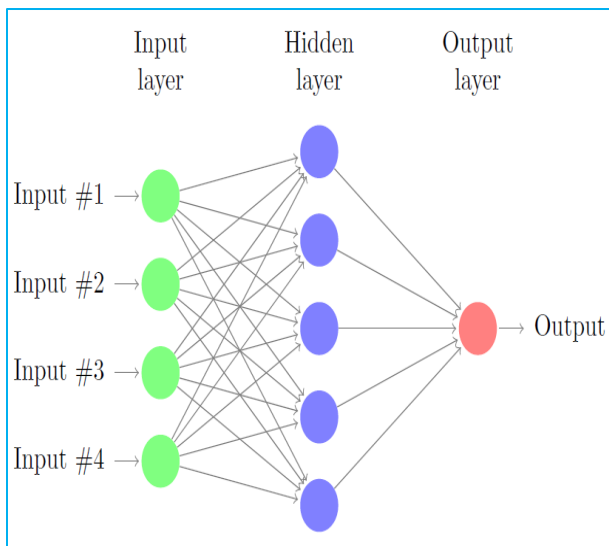 Input Hidden Output
layer layer layer
Input #1
Input #2
Output
Input #3
Input #4